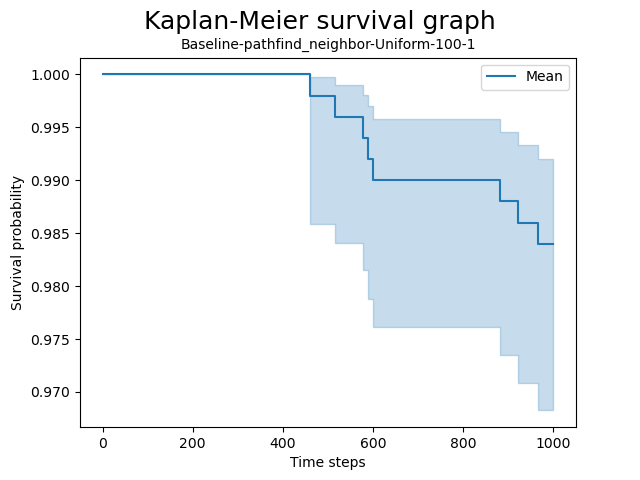 Kaplan-Meier survival graph
Baseline-pathfind_neighbor-Uniform-100-1
Mean
1.000
0.995
0.990
0.985
0.980
0.975
0.970
Survival probability
0 200 400 600 800 1000
Time steps